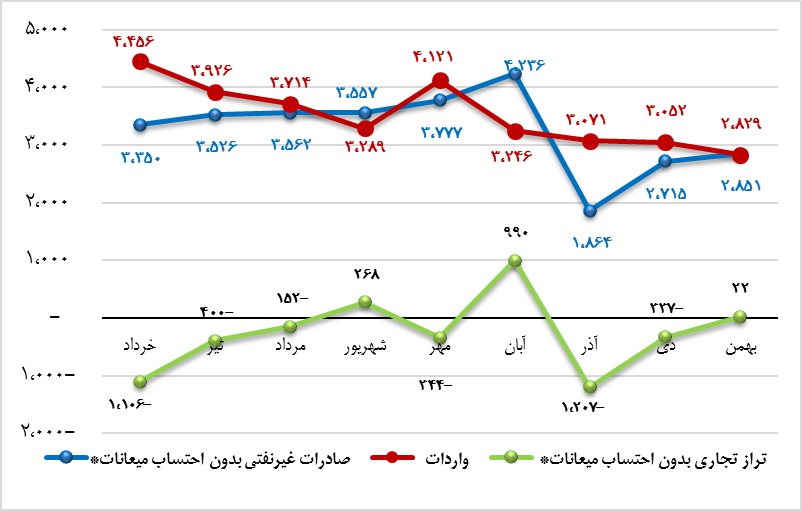 ۵،۰۰۰
۴،۰۰۰
۳،۰۰۰
۲،۰۰۰
۱،۰۰۰
-
-۱،۰۰۰
-۲،۰۰۰
۴،۴۵۶
۳،۹۲۶
۳،۷۱۴
۳،۲۸۹
۴،۱۲۱
۳،۲۴۶
۳،۰۷۱
۳،۰۵۲
۲،۸۲۹
۳،۳۵۰
۳،۵۲۶
۳،۵۶۲
۳،۵۵۷
۳،۷۷۷
۴،۲۳۶
۱،۸۶۴
۲،۷۱۵
۲،۸۵۱
-۱،۱۰۶
-۴۰۰
-۱۵۲
۲۶۸
-۳۴۴
۹۹۰
-۱،۲۰۷
-۳۳۷
۲۲
خرداد
تیر
مرداد
شهریور
مهر
آبان
آذر
دی
بهمن
صادرات غیرنفتی بدون احتساب میعانات*
واردات
تراز تجاری بدون احتساب میعانات*